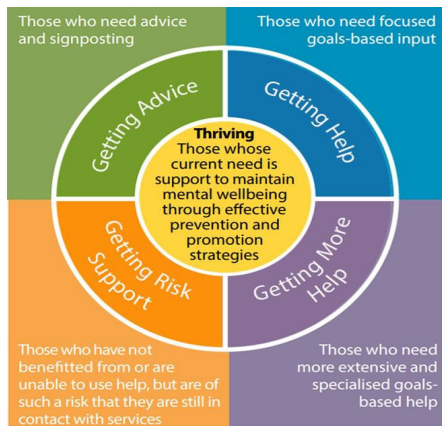 Those who need advice
and signposting
Those who need focused
goals-based input
Getting Advice
Getting Help
Thriving
Those whose
current need is
support to maintain
mental wellbeing
through effective
prevention and
promotion
strategies
Getting Risk
Support
Getting More
Help
Those who have not
benefitted from or are
unable to use help, but are of
such a risk that they are still in
contact with services
Those who need
more extensive and
specialised goals-
based help